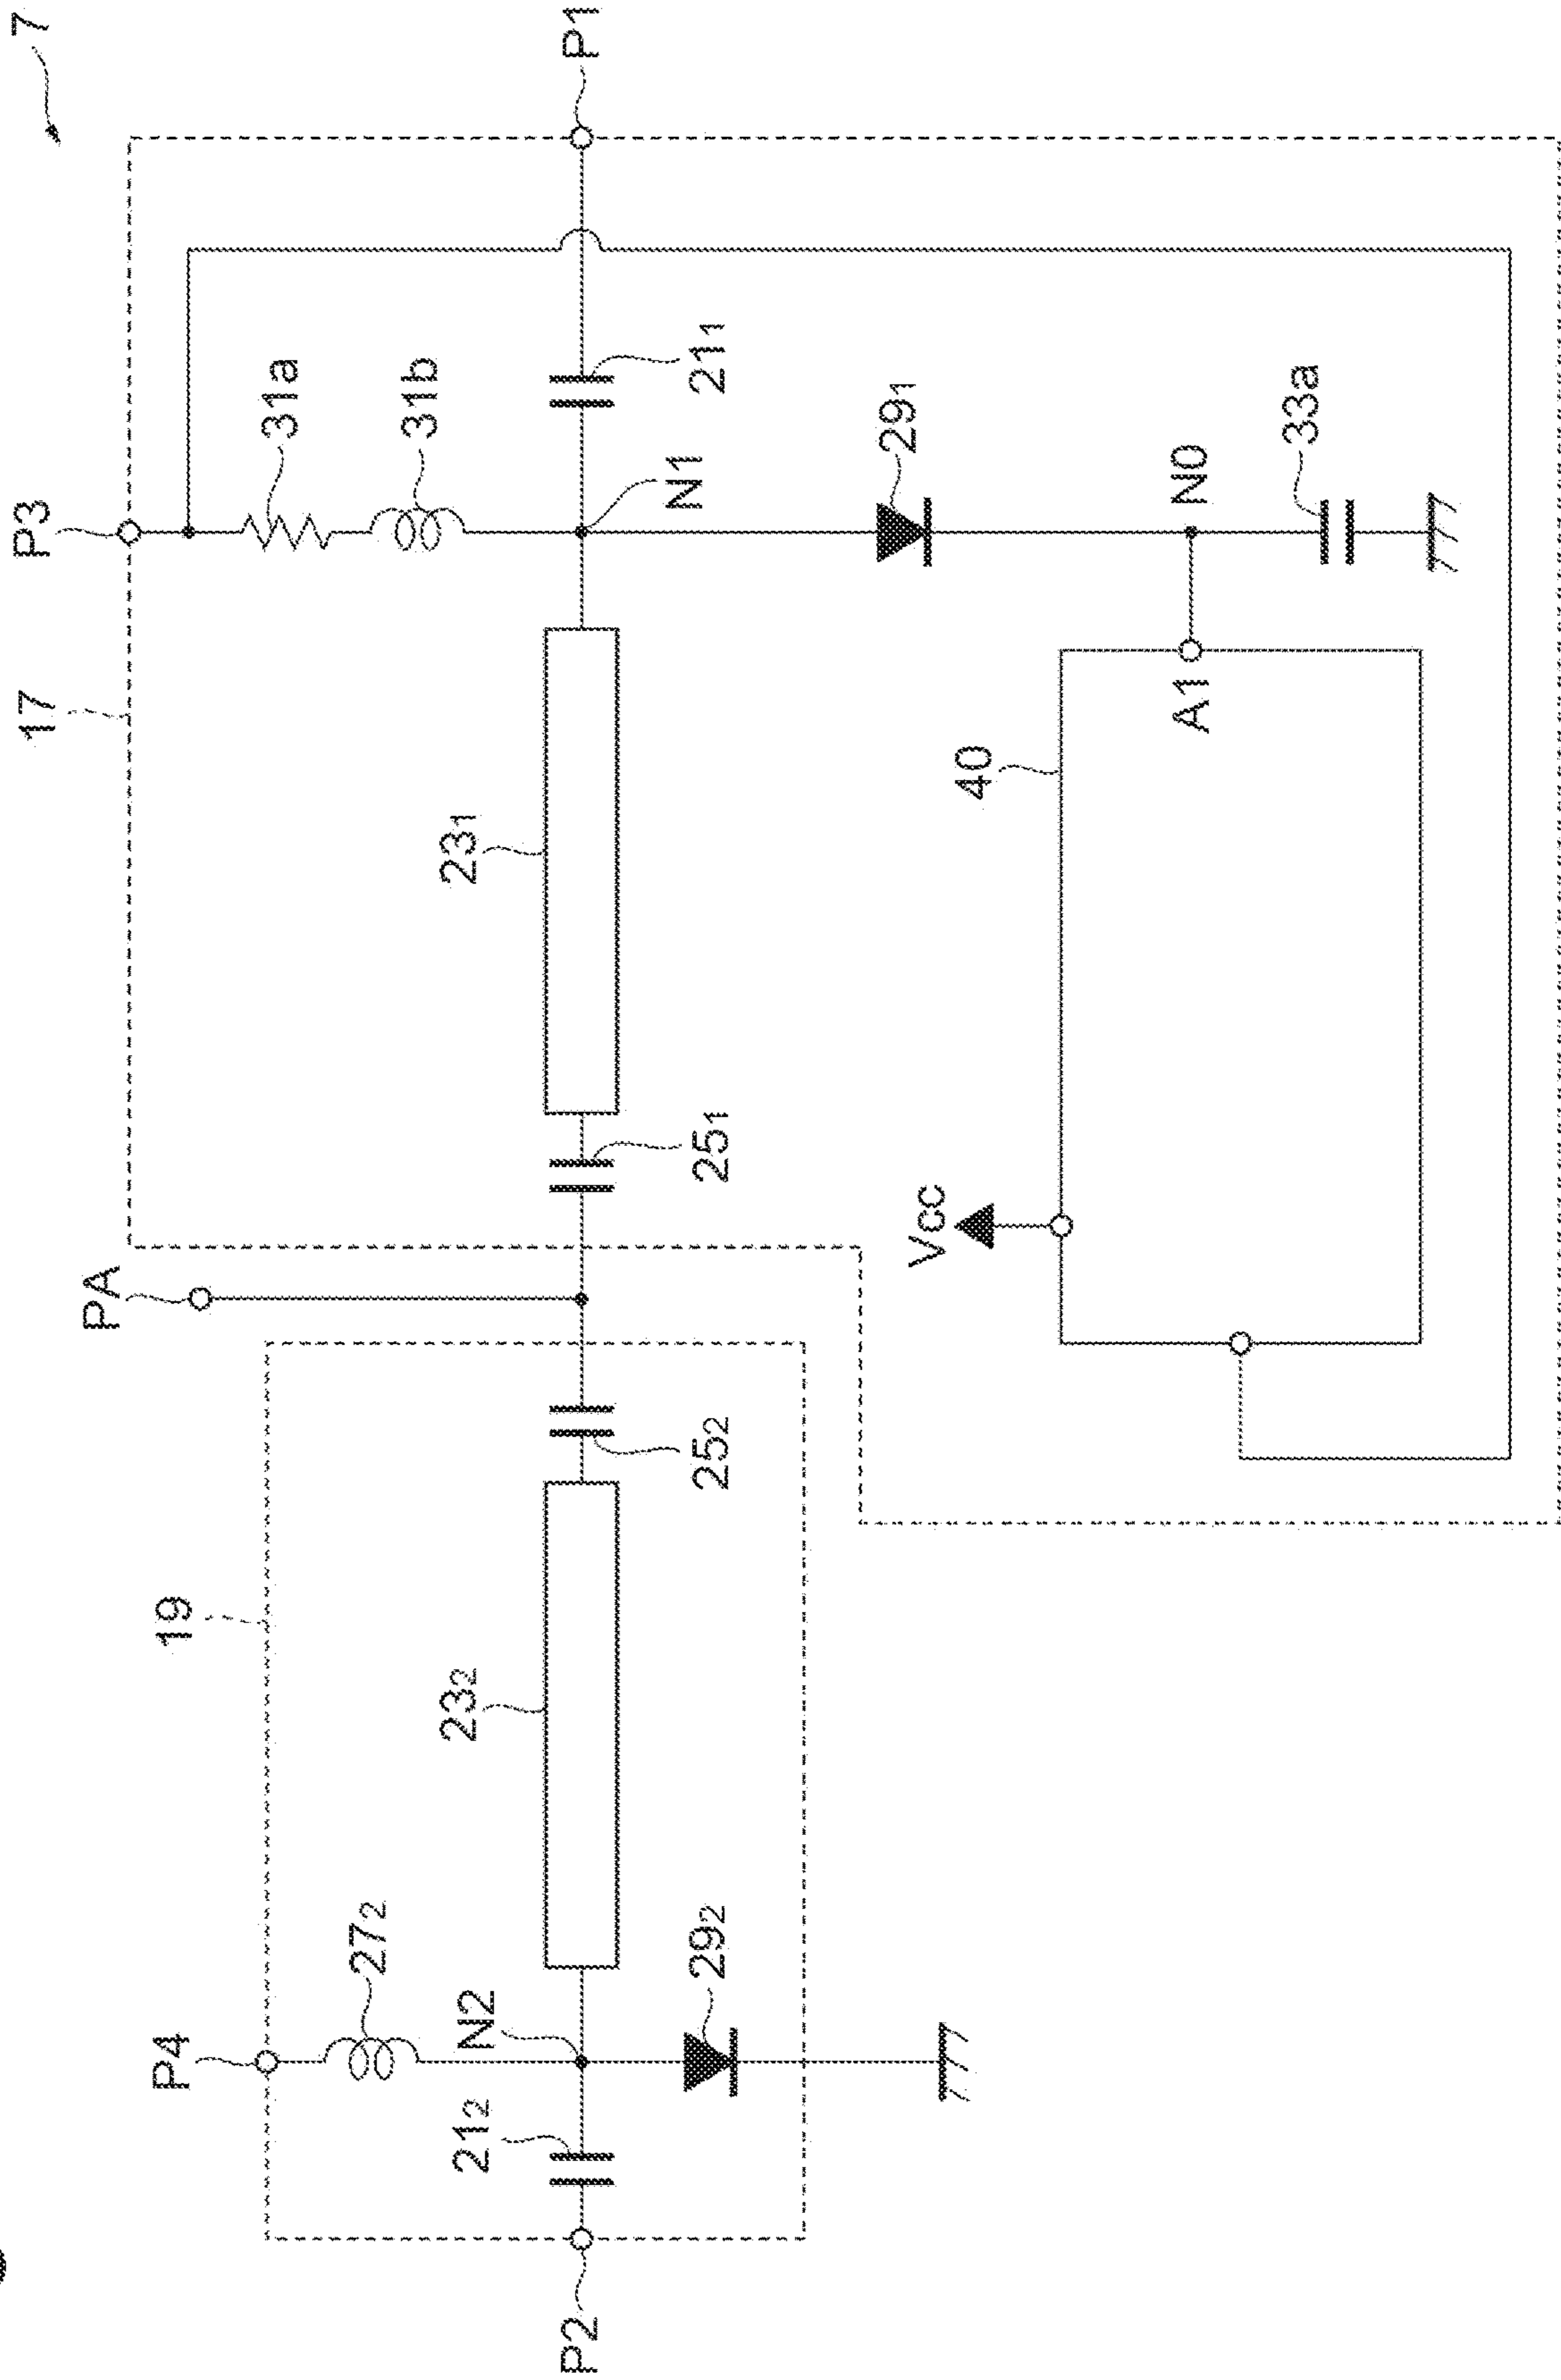 7
P3
17
PA
19
P4
31a
31b
P1
27₂
N2
21₂
23₂
25₂
25₁
23₁
N1
21₁
P2
29₂
29₁
Vcc
40
A1
N0
33a